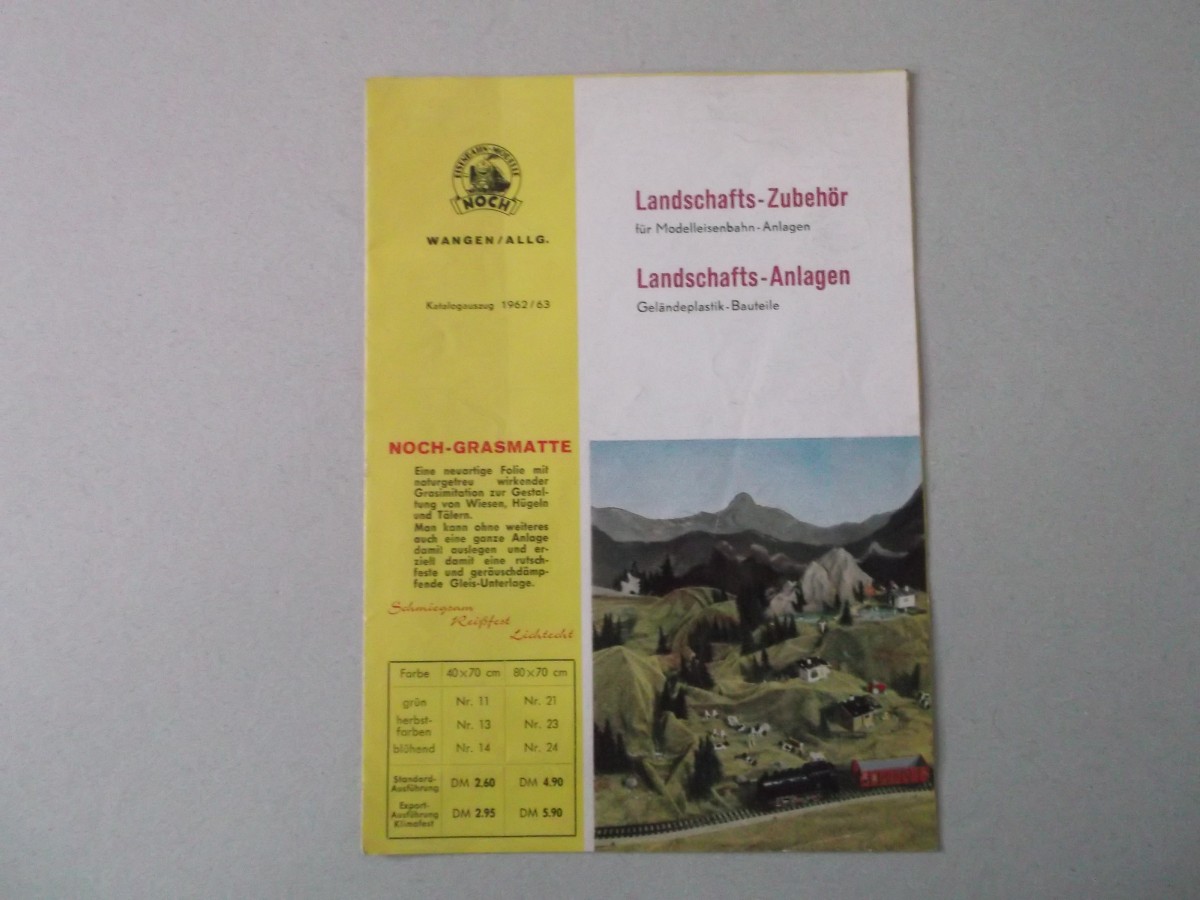 EISENBAHN-MODELLE
NOCH
WANGEN/ALLG.
Katalogauszug 1962/63
NOCH-GRASMATTE
Eine neuartige Folie mit
naturgetreu wirkender
Grasimitation zur Gestal-
tung von Wiesen, Hügeln
und Tälern.
Man kann ohne weiteres
auch eine ganze Anlage
damit auslegen und er-
ziell damit eine rutsch-
feste und geräuschdämp-
fende Gleis-Unterlage.
Schmiegsam
Reißfest
Lichtecht
Farbe 40×70 cm 80×70 cm
grün Nr. 11 Nr. 21
herbst-
farben Nr. 13 Nr. 23
blühend Nr. 14 Nr. 24
Standard-
Ausführung DM 2.60 DM 4.90
Export-
Ausführung
Klimafest DM 2.95 DM 5.90
Landschafts-Zubehör
für Modelleisenbahn-Anlagen
Landschafts-Anlagen
Geländeplastik-Bauteile